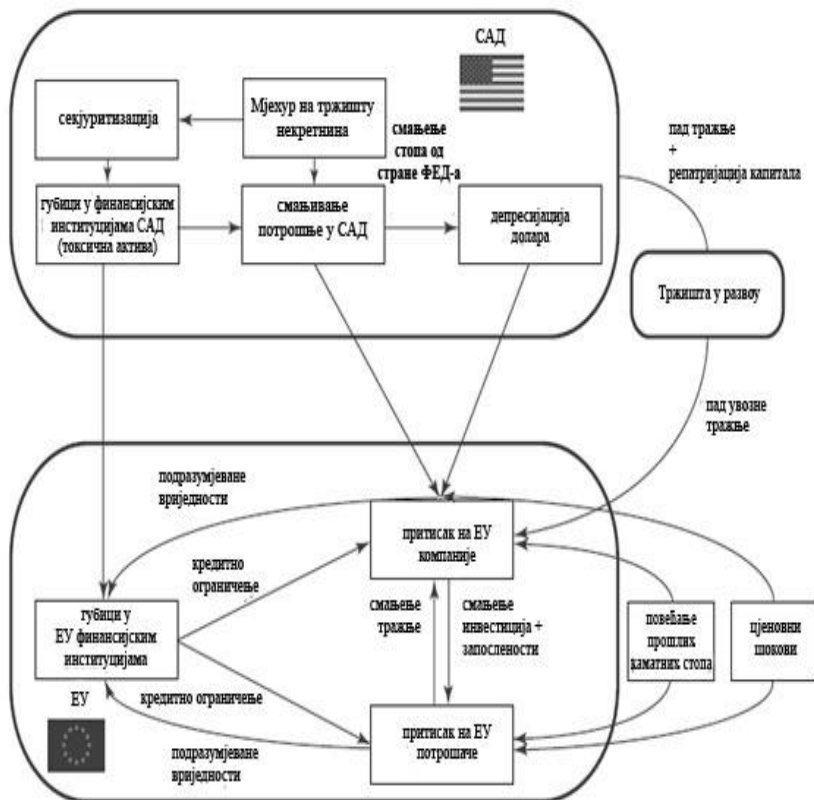 САД
секјуритизација
Мјехур на тржишту
некретнина
смањење
стопа од
стране ФЕД-а
пад тражње
+
репатријација капитала
губици у финансијским
институцијама САД
(токсична актива)
смањивање
потрошње у САД
депресијација
долара
Тржишта у развоу
пад увозне
тражње
подразумјеване
вриједности
притисак на ЕУ
компаније
кредитно
ограничење
смањење
тражње
смањење
инвестиција +
запослености
повећање
прошлих
каматних стопа
цјеновни
шокови
губици у
ЕУ финансијским
институцијама
ЕУ
кредитно ограничење
притисак на ЕУ
потрошаче
подразумјеване
вриједности